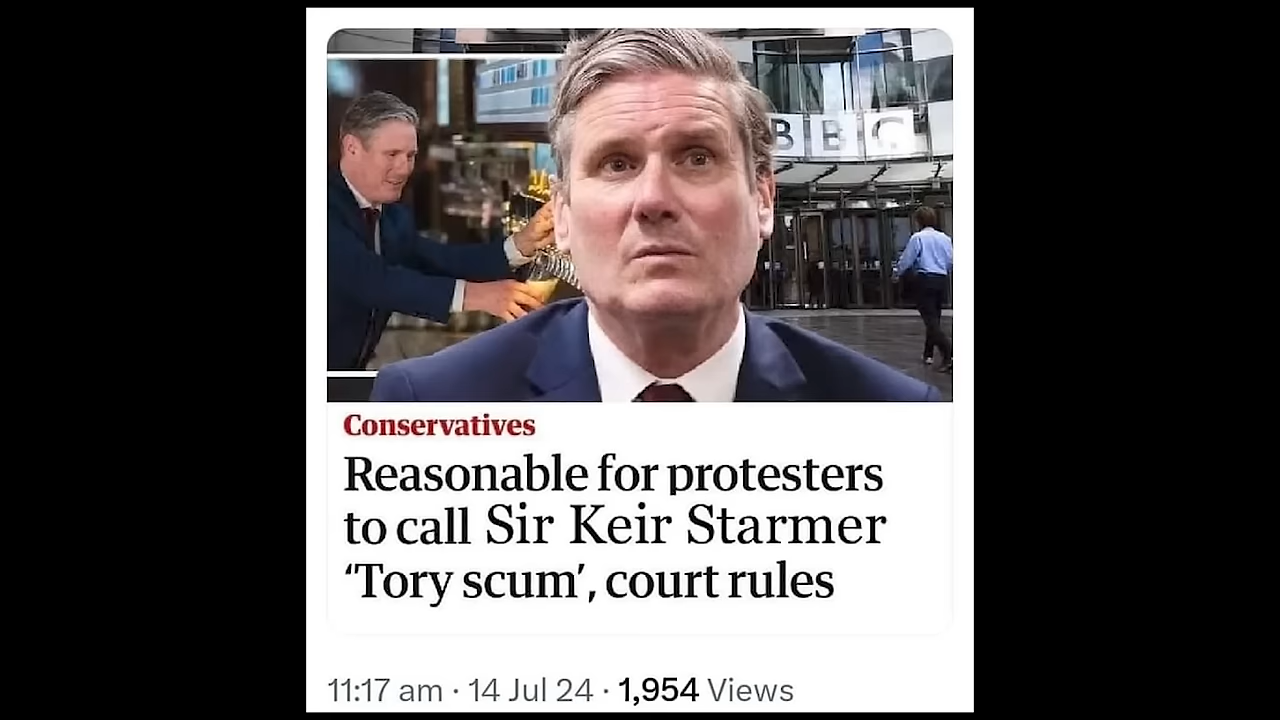 BBC
Conservatives
Reasonable for protesters
to call Sir Keir Starmer
‘Tory scum’, court rules
11:17 am · 14 Jul 24 · 1,954 Views